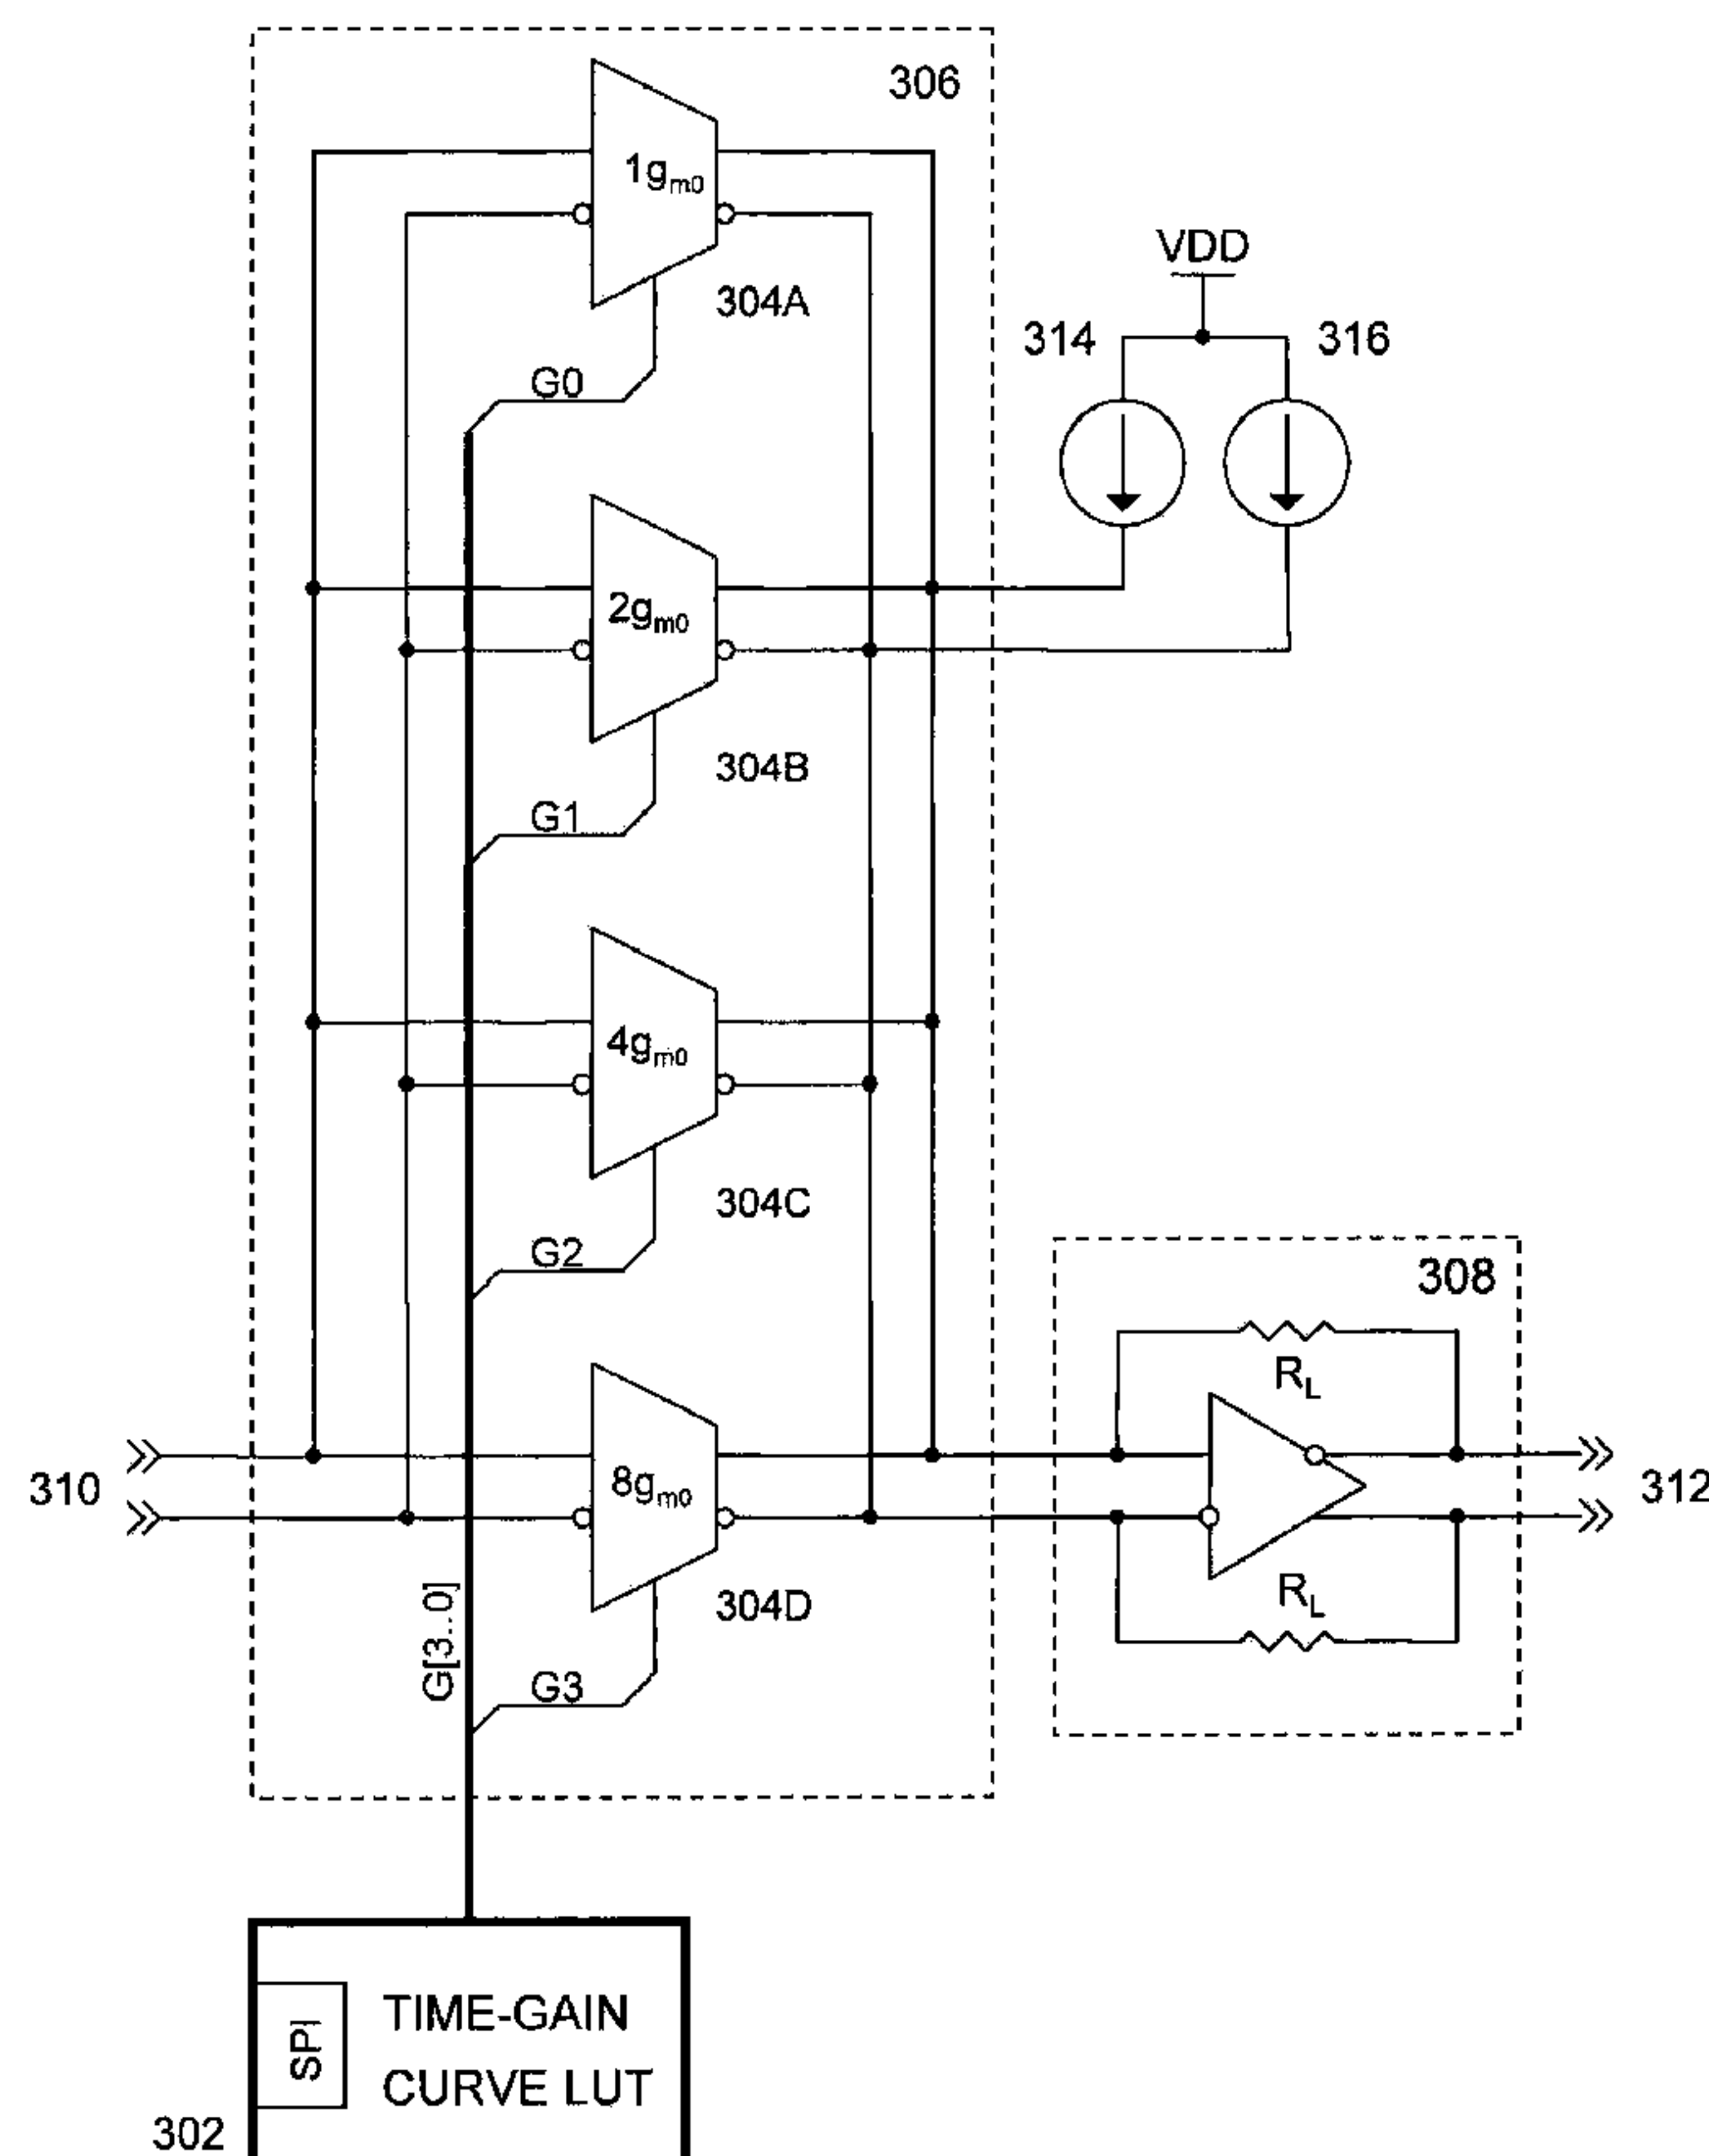 306
1gm0
304A
VDD
314
316
G0
2gm0
304B
G1
4gm0
304C
G2
308
RL
310
8gm0
312
RL
304D
G[3..0]
G3
SPI
TIME-GAIN
CURVE LUT
302